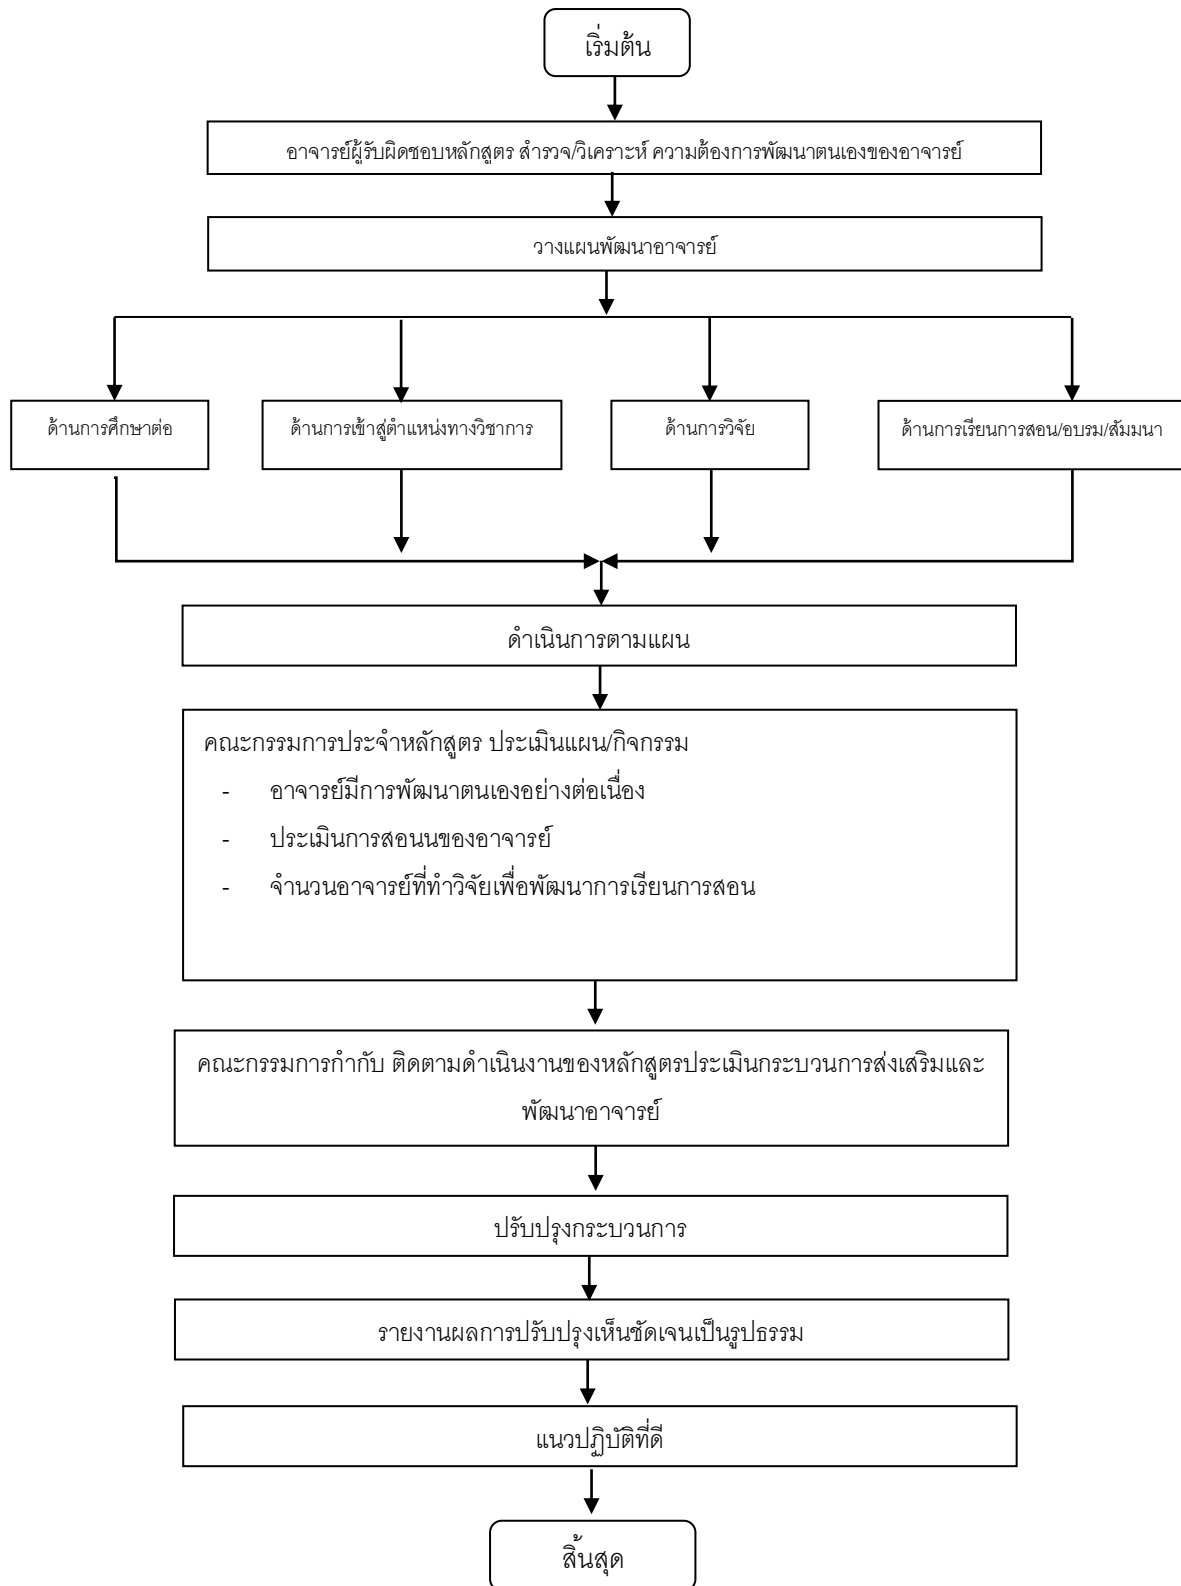 เริ่มต้น
อาจารย์ผู้รับผิดชอบหลักสูตร สำรวจ/วิเคราะห์ ความต้องการพัฒนาตนเองของอาจารย์
วางแผนพัฒนาอาจารย์
ด้านการศึกษาต่อ
ด้านการเข้าสู่ตำแหน่งทางวิชาการ
ด้านการวิจัย
ด้านการเรียนการสอน/อบรม/สัมมนา
ดำเนินการตามแผน
คณะกรรมการประจำหลักสูตร ประเมินแผน/กิจกรรม
- อาจารย์มีการพัฒนาตนเองอย่างต่อเนื่อง
- ประเมินการสอนนของอาจารย์
- จำนวนอาจารย์ที่ทำวิจัยเพื่อพัฒนาการเรียนการสอน
คณะกรรมการกำกับ ติดตามดำเนินงานของหลักสูตรประเมินกระบวนการส่งเสริมและ
พัฒนาอาจารย์
ปรับปรุงกระบวนการ
รายงานผลการปรับปรุงเห็นชัดเจนเป็นรูปธรรม
แนวปฏิบัติที่ดี
สิ้นสุด